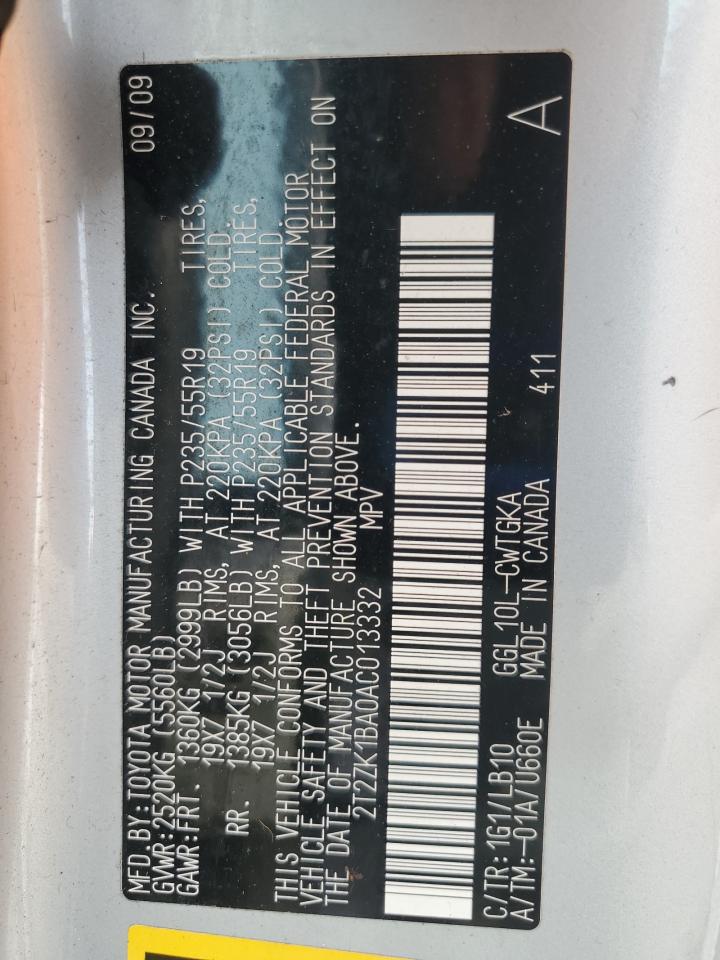 MFD. BY: TOYOTA MOTOR MANUFACTURING CANADA INC. 09/09
GVWR: 2520KG (5560LB)
GAWR: FRT. 1360KG (2999LB) WITH P235/55R19 TIRES,
19X7 1/2J RIMS, AT 220KPA (32PSI) COLD.
RR. 1385KG (3056LB) WITH P235/55R19 TIRES,
19X7 1/2J RIMS, AT 220KPA (32PSI) COLD.
THIS VEHICLE CONFORMS TO ALL APPLICABLE FEDERAL MOTOR
VEHICLE SAFETY AND THEFT PREVENTION STANDARDS IN EFFECT ON
THE DATE OF MANUFACTURE SHOWN ABOVE.
2T2ZK1BA0AC013332 MPV
C/TR: 1G1/LB10 GGL10L-CWTGKA
A/TM: -01A/U660E MADE IN CANADA 411 A